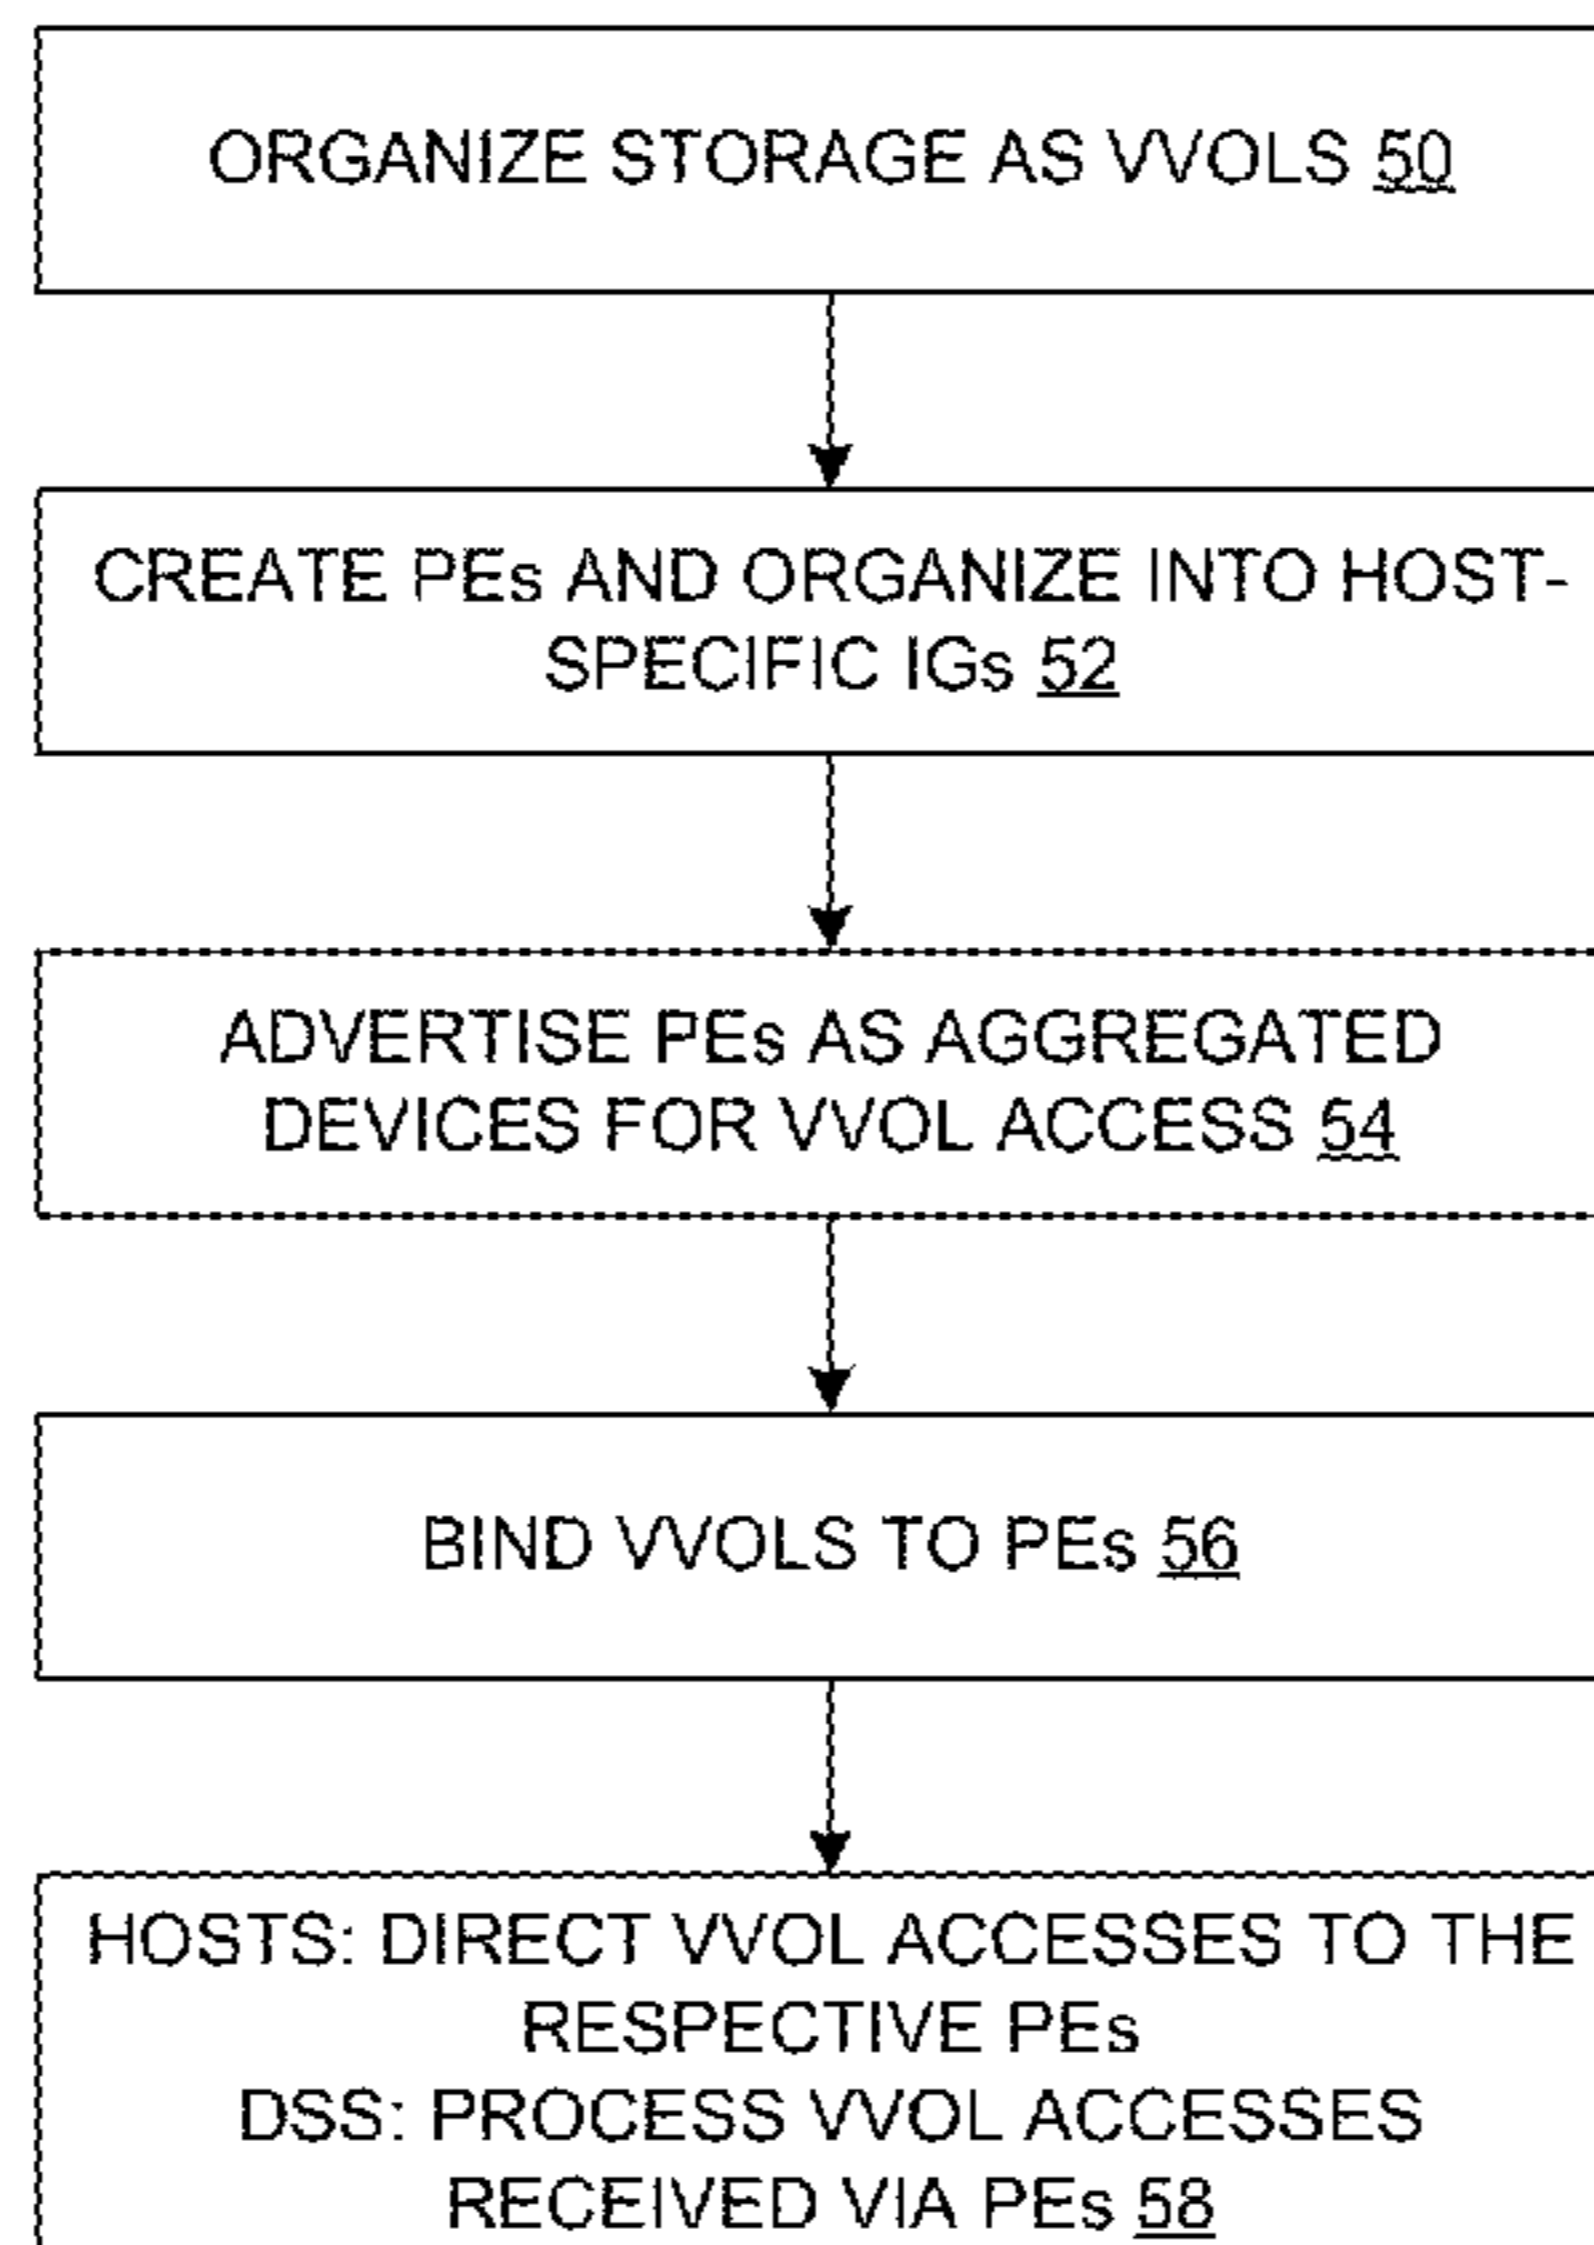 ORGANIZE STORAGE AS VVOLS 50
CREATE PEs AND ORGANIZE INTO HOST-
SPECIFIC IGs 52
ADVERTISE PEs AS AGGREGATED
DEVICES FOR VVOL ACCESS 54
BIND VVOLS TO PEs 56
HOSTS: DIRECT VVOL ACCESSES TO THE
RESPECTIVE PEs
DSS: PROCESS VVOL ACCESSES
RECEIVED VIA PEs 58